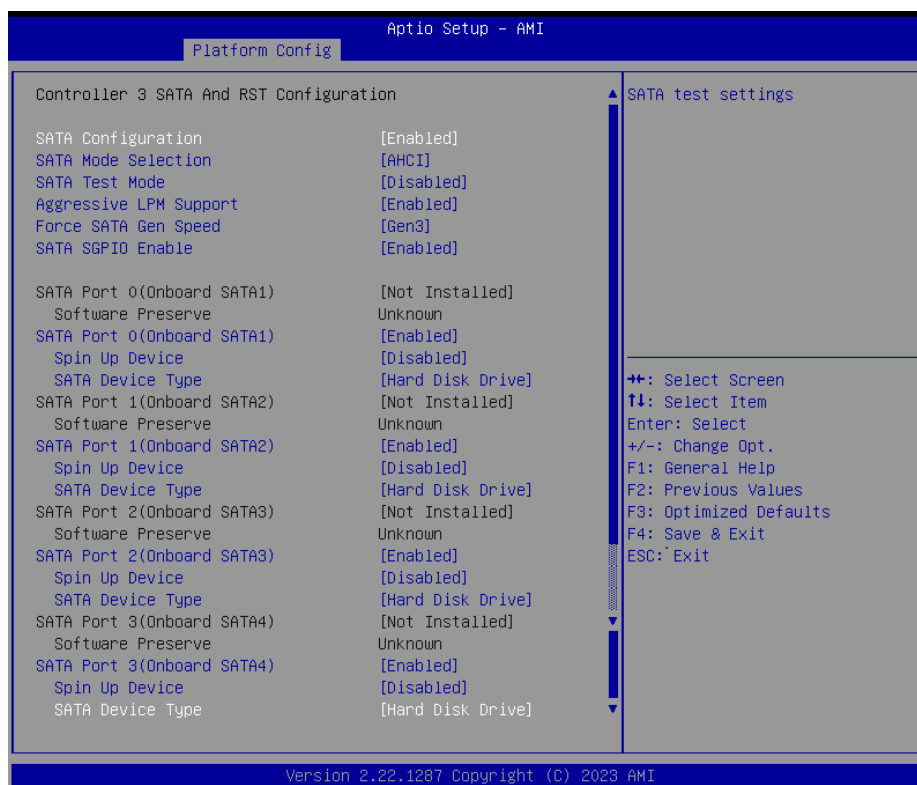 Aptio Setup – AMI
Platform Config
Controller 3 SATA And RST Configuration
SATA test settings
SATA Configuration [Enabled]
SATA Mode Selection [AHCI]
SATA Test Mode [Disabled]
Aggressive LPM Support [Enabled]
Force SATA Gen Speed [Gen3]
SATA SGPIO Enable [Enabled]
SATA Port 0(Onboard SATA1) [Not Installed]
Software Preserve Unknown
SATA Port 0(Onboard SATA1) [Enabled]
Spin Up Device [Disabled]
SATA Device Type [Hard Disk Drive]
SATA Port 1(Onboard SATA2) [Not Installed]
Software Preserve Unknown
SATA Port 1(Onboard SATA2) [Enabled]
Spin Up Device [Disabled]
SATA Device Type [Hard Disk Drive]
SATA Port 2(Onboard SATA3) [Not Installed]
Software Preserve Unknown
SATA Port 2(Onboard SATA3) [Enabled]
Spin Up Device [Disabled]
SATA Device Type [Hard Disk Drive]
SATA Port 3(Onboard SATA4) [Not Installed]
Software Preserve Unknown
SATA Port 3(Onboard SATA4) [Enabled]
Spin Up Device [Disabled]
SATA Device Type [Hard Disk Drive]
→←: Select Screen
↑↓: Select Item
Enter: Select
+/-: Change Opt.
F1: General Help
F2: Previous Values
F3: Optimized Defaults
F4: Save & Exit
ESC: Exit
Version 2.22.1287 Copyright (C) 2023 AMI